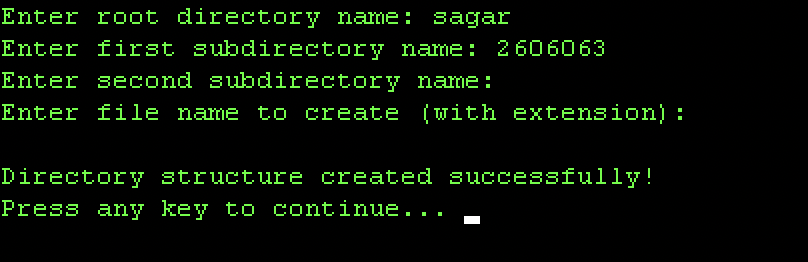 Enter root directory name: sagar
Enter first subdirectory name: 2606063
Enter second subdirectory name:
Enter file name to create (with extension):
Directory structure created successfully!
Press any key to continue...